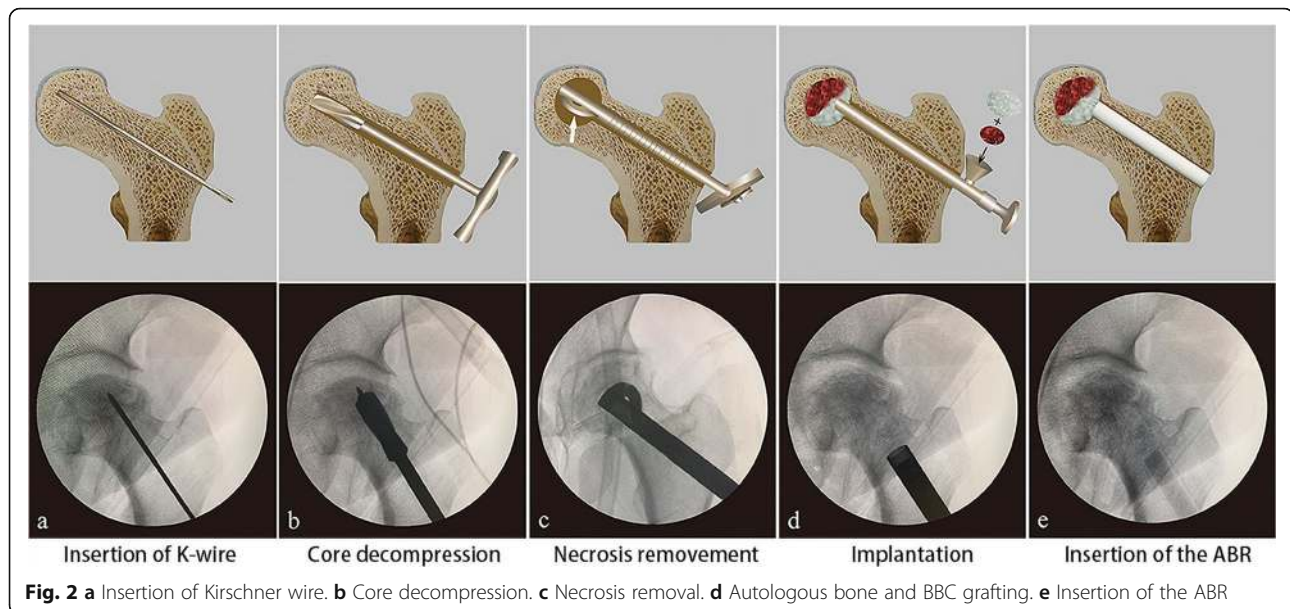 a
b
c
d
e
Insertion of K-wire
Core decompression
Necrosis removement
Implantation
Insertion of the ABR
Fig. 2 a Insertion of Kirschner wire. b Core decompression. c Necrosis removal. d Autologous bone and BBC grafting. e Insertion of the ABR